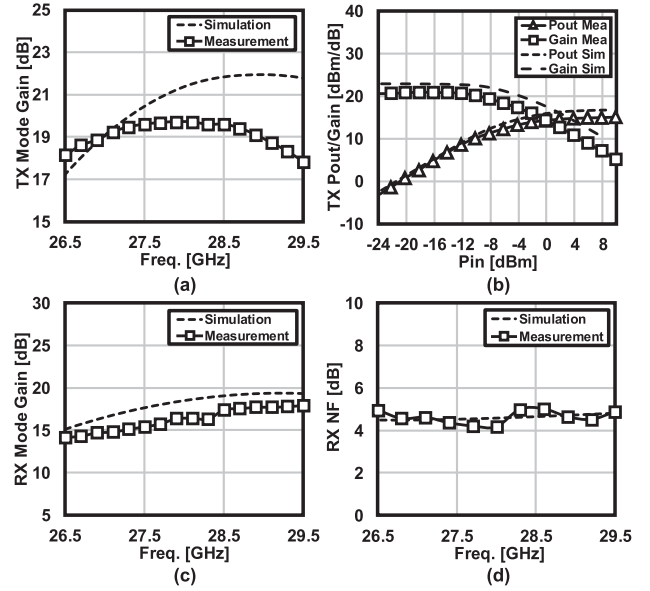 25
23
21
19
17
15
TX Mode Gain [dB]
Simulation
Measurement
26.5 27.5 28.5 29.5
Freq. [GHz]
(a)
40
30
20
10
0
-10
TX Pout/Gain [dBm/dB]
Pout Mea
Gain Mea
Pout Sim
Gain Sim
-24 -20 -16 -12 -8 -4 0 4 8
Pin [dBm]
(b)
30
25
20
15
10
5
RX Mode Gain [dB]
Simulation
Measurement
26.5 27.5 28.5 29.5
Freq. [GHz]
(c)
10
8
6
4
2
0
RX NF [dB]
Simulation
Measurement
26.5 27.5 28.5 29.5
Freq. [GHz]
(d)